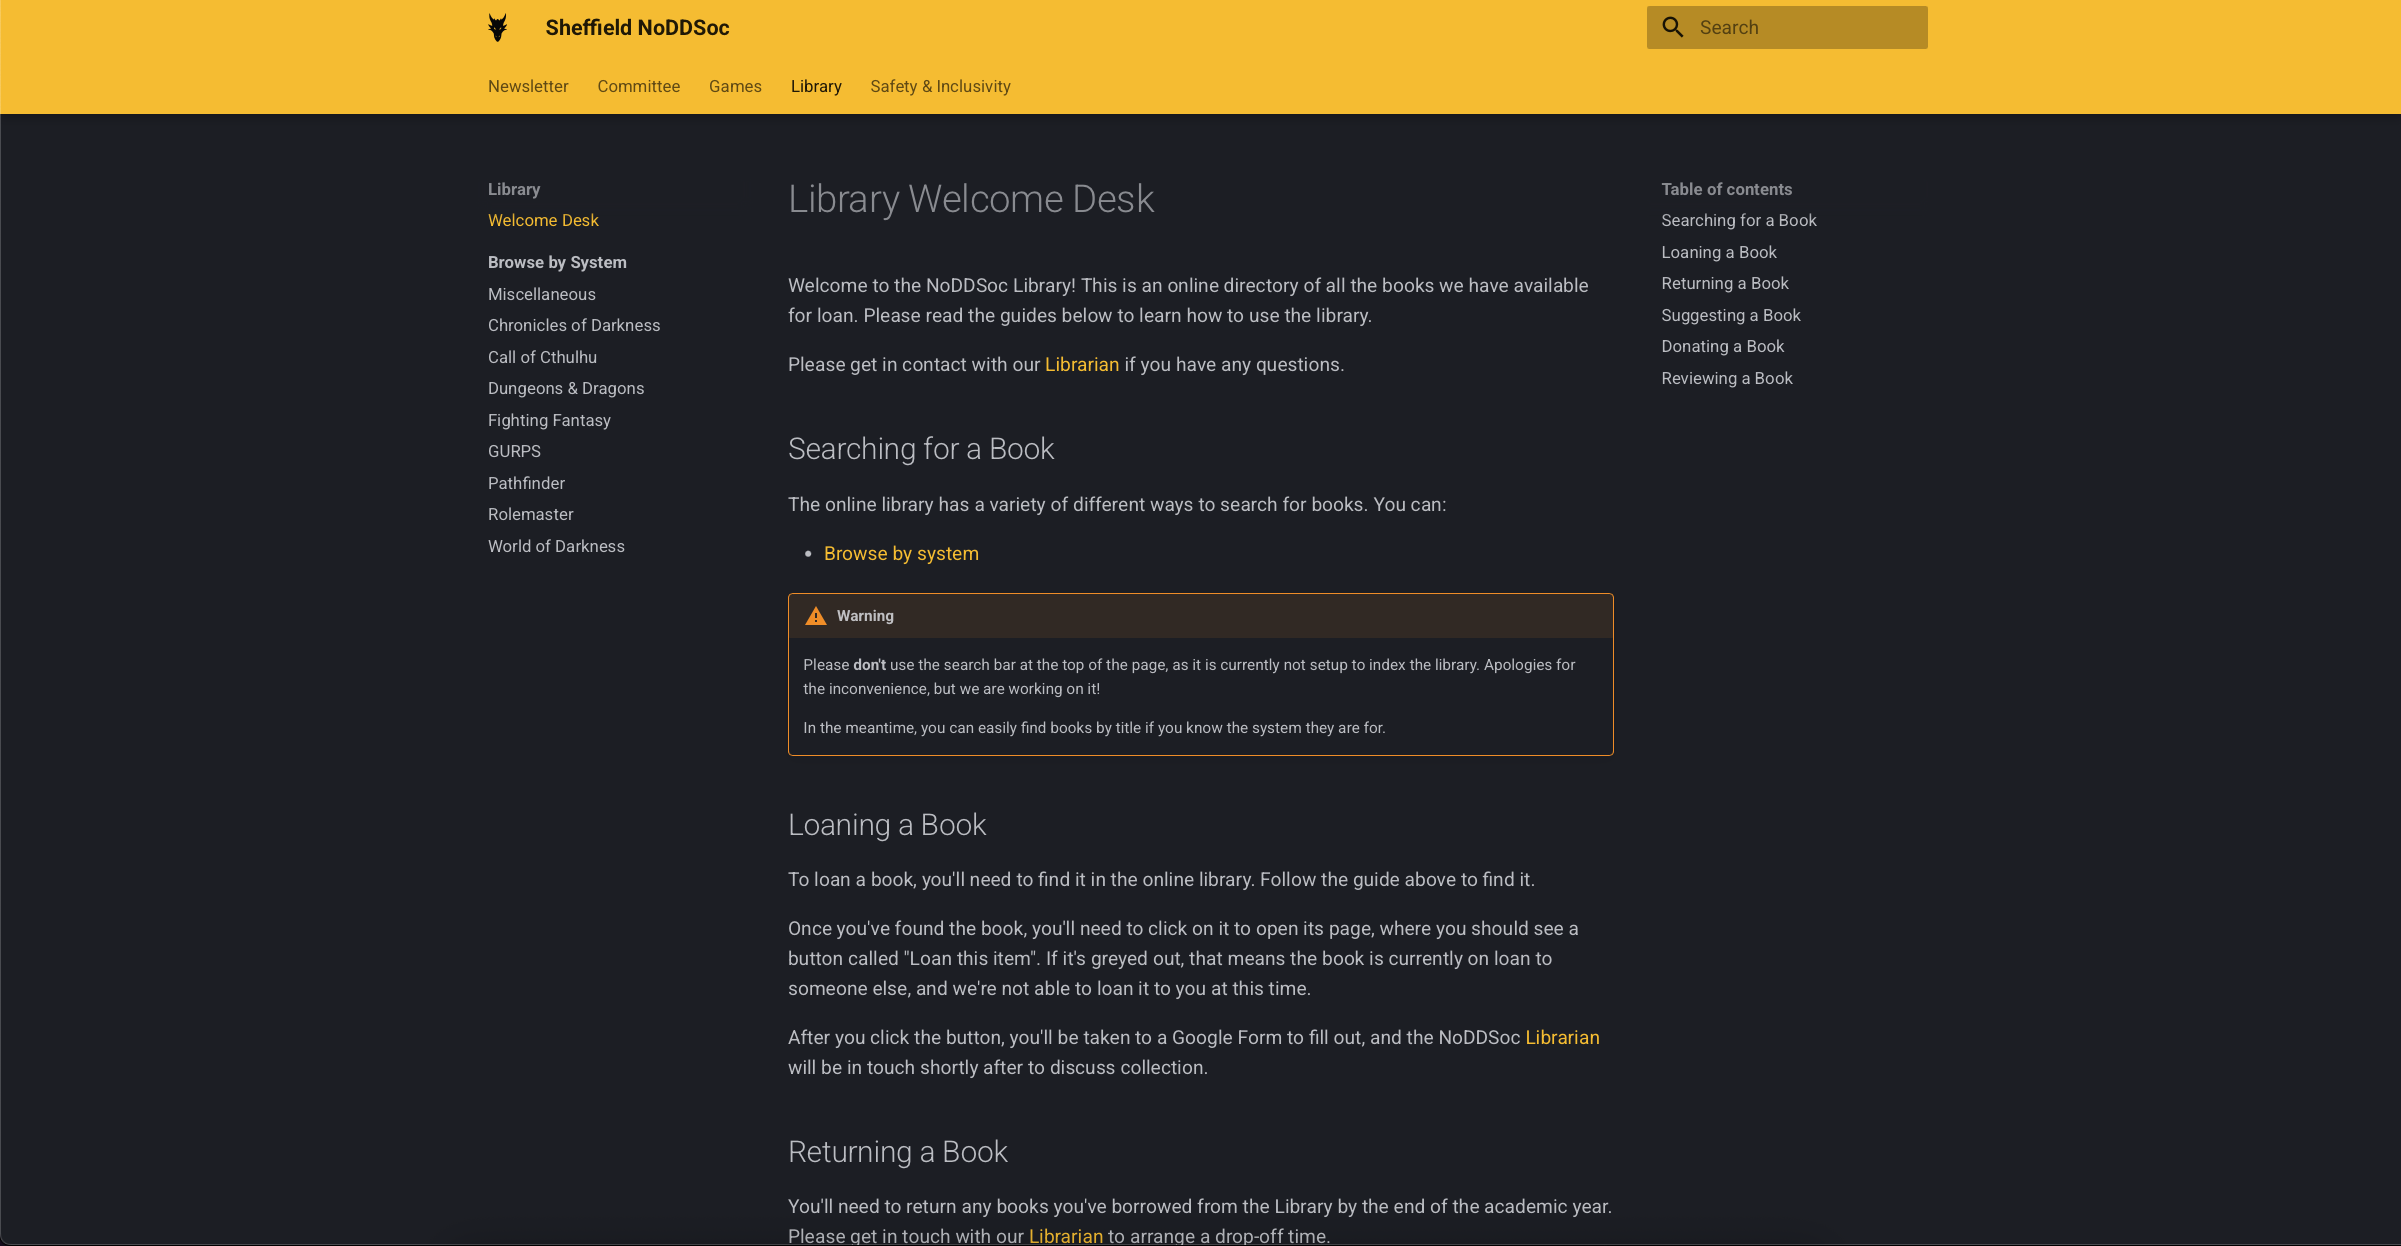 Sheffield NoDDSoc
Search
Newsletter
Committee
Games
Library
Safety & Inclusivity
Library
Welcome Desk
Browse by System
Miscellaneous
Chronicles of Darkness
Call of Cthulhu
Dungeons & Dragons
Fighting Fantasy
GURPS
Pathfinder
Rolemaster
World of Darkness
Library Welcome Desk
Welcome to the NoDDSoc Library! This is an online directory of all the books we have available
for loan. Please read the guides below to learn how to use the library.
Please get in contact with our Librarian if you have any questions.
Searching for a Book
The online library has a variety of different ways to search for books. You can:
• Browse by system
Warning
Please don't use the search bar at the top of the page, as it is currently not setup to index the library. Apologies for
the inconvenience, but we are working on it!
In the meantime, you can easily find books by title if you know the system they are for.
Loaning a Book
To loan a book, you'll need to find it in the online library. Follow the guide above to find it.
Once you've found the book, you'll need to click on it to open its page, where you should see a
button called "Loan this item". If it's greyed out, that means the book is currently on loan to
someone else, and we're not able to loan it to you at this time.
After you click the button, you'll be taken to a Google Form to fill out, and the NoDDSoc Librarian
will be in touch shortly after to discuss collection.
Returning a Book
You'll need to return any books you've borrowed from the Library by the end of the academic year.
Please get in touch with our Librarian to arrange a drop-off time.
Table of contents
Searching for a Book
Loaning a Book
Returning a Book
Suggesting a Book
Donating a Book
Reviewing a Book